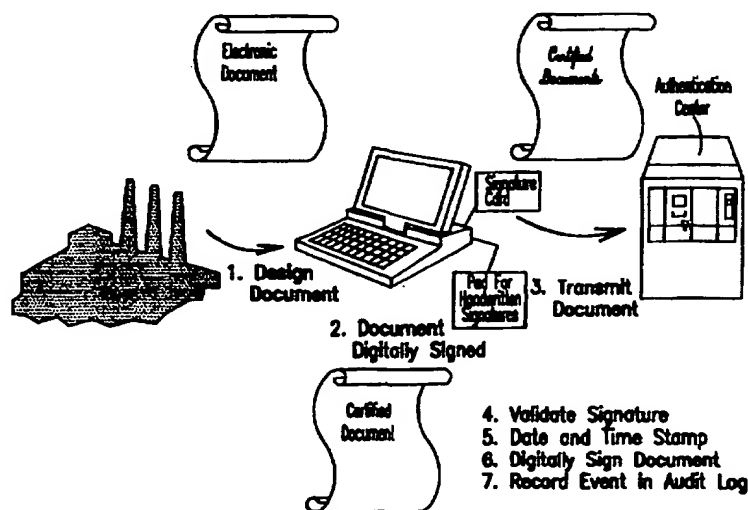 Electronic
Document
Certified
Documents
Authentication
Center
Signature
Card
1. Design
Document
Pad For
Handwritten
Signatures
3. Transmit
Document
2. Document
Digitally Signed
Certified
Document
4. Validate Signature
5. Date and Time Stamp
6. Digitally Sign Document
7. Record Event in Audit Log